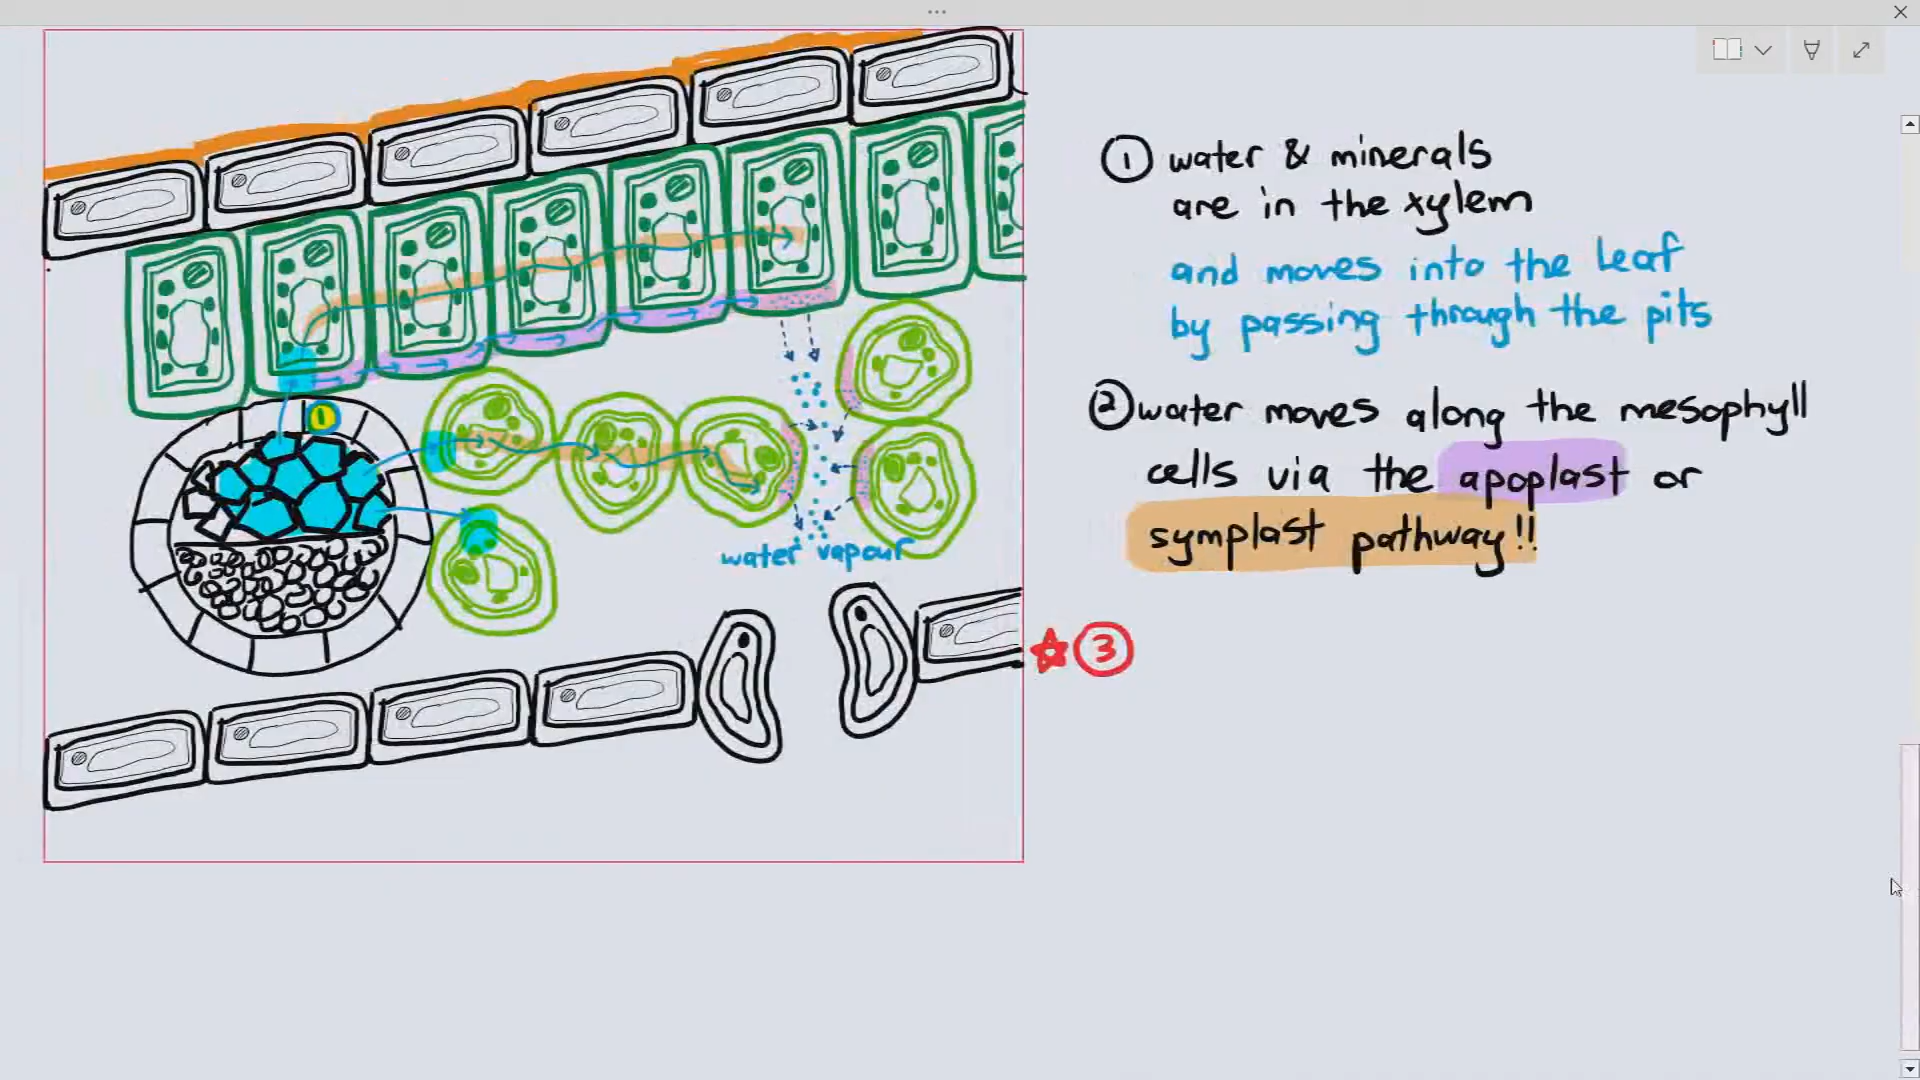 ① water & minerals
are in the xylem
and moves into the leaf
by passing through the pits
② water moves along the mesophyll
cells via the apoplast or
symplast pathway!!
③
①
water vapour